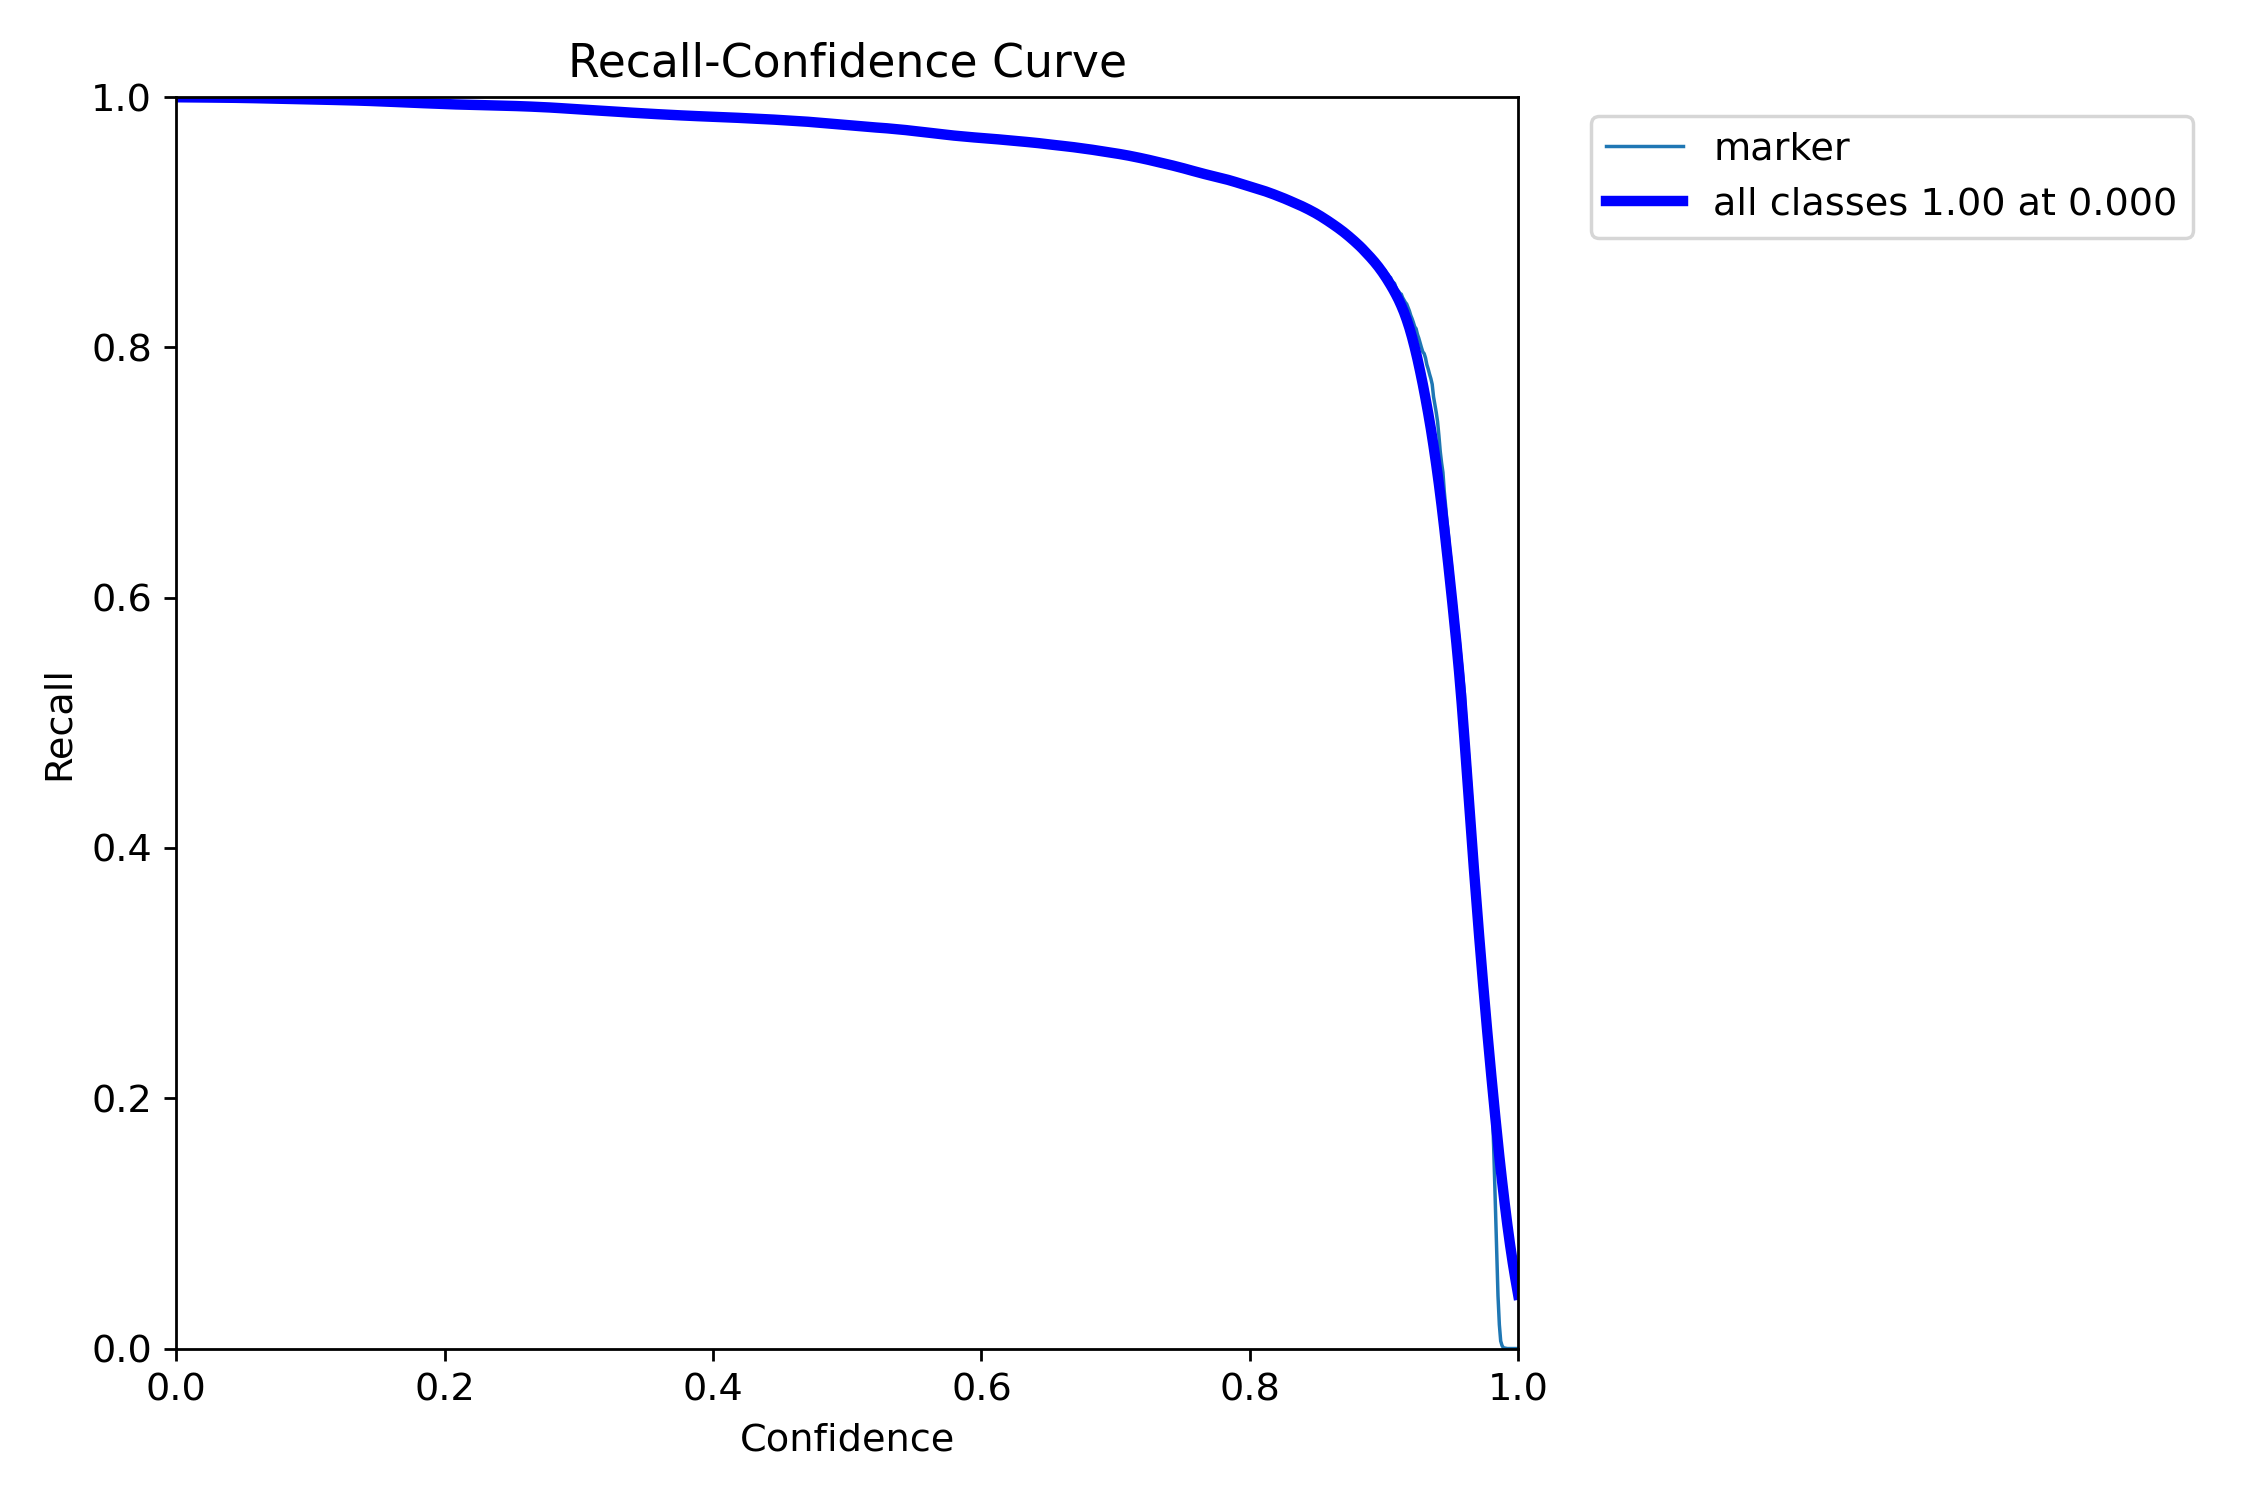 Recall-Confidence Curve
marker
all classes 1.00 at 0.000
1.0
0.8
0.6
0.4
0.2
0.0
Recall
0.0 0.2 0.4 0.6 0.8 1.0
Confidence